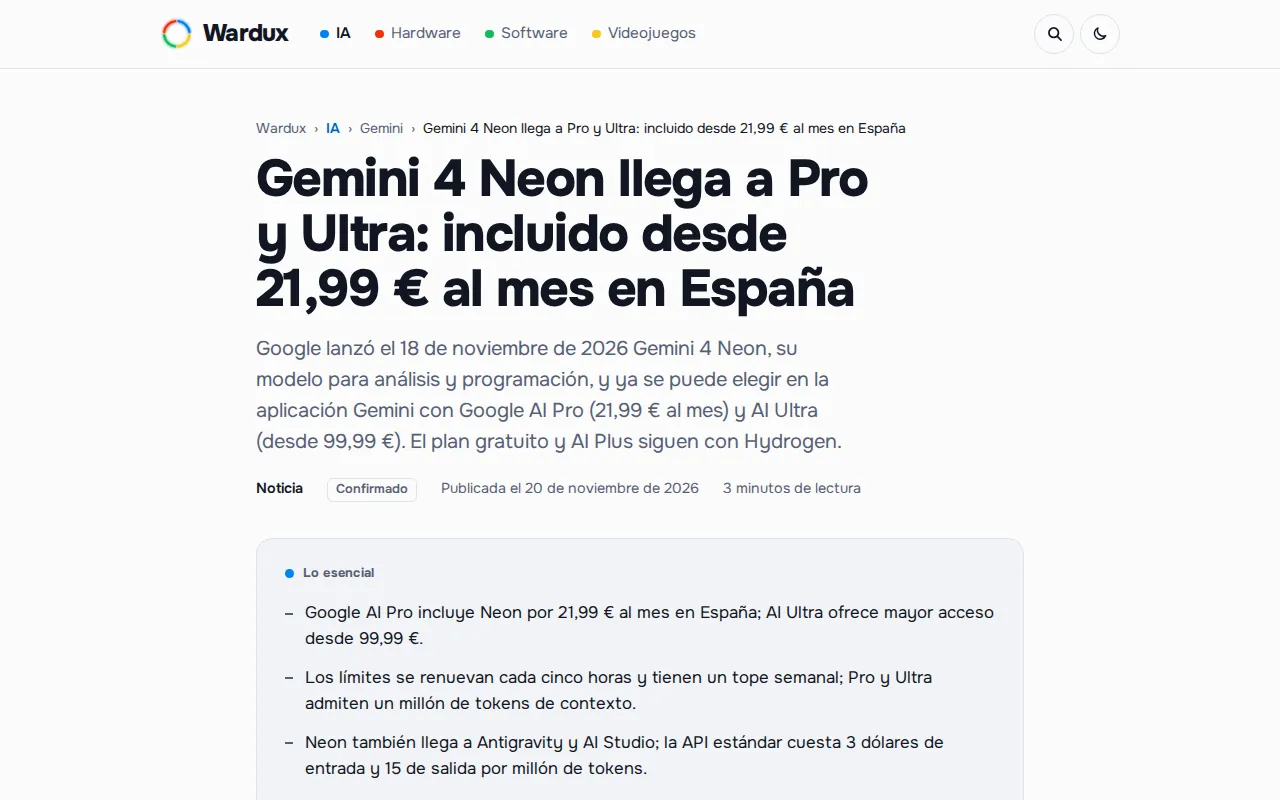 Wardux
IA
Hardware
Software
Videojuegos
Wardux › IA › Gemini › Gemini 4 Neon llega a Pro y Ultra: incluido desde 21,99 € al mes en España
Gemini 4 Neon llega a Pro
y Ultra: incluido desde
21,99 € al mes en España
Google lanzó el 18 de noviembre de 2026 Gemini 4 Neon, su
modelo para análisis y programación, y ya se puede elegir en la
aplicación Gemini con Google AI Pro (21,99 € al mes) y AI Ultra
(desde 99,99 €). El plan gratuito y AI Plus siguen con Hydrogen.
Noticia
Confirmado
Publicada el 20 de noviembre de 2026
3 minutos de lectura
Lo esencial
– Google AI Pro incluye Neon por 21,99 € al mes en España; AI Ultra ofrece mayor acceso
desde 99,99 €.
– Los límites se renuevan cada cinco horas y tienen un tope semanal; Pro y Ultra
admiten un millón de tokens de contexto.
– Neon también llega a Antigravity y AI Studio; la API estándar cuesta 3 dólares de
entrada y 15 de salida por millón de tokens.